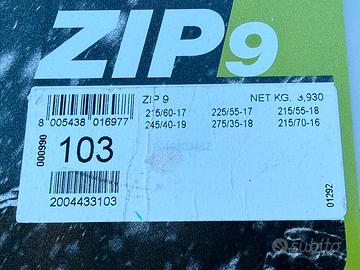 ZIP9
ZIP 9 NET KG. 3,930
215/60-17 225/55-17 215/55-18
245/40-19 275/35-18 215/70-16
8 005438 016977
000990
103
2004433103
01292
subito